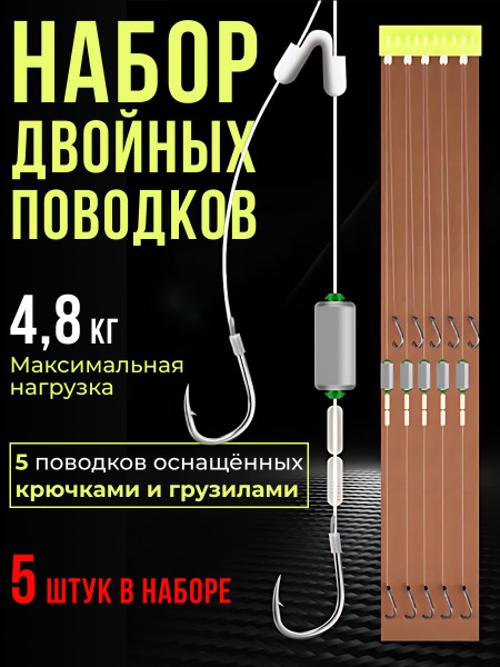 НАБОР
ДВОЙНЫХ
ПОВОДКОВ
4,8 кг
Максимальная
нагрузка
5 поводков оснащённых
крючками и грузилами
5 ШТУК В НАБОРЕ